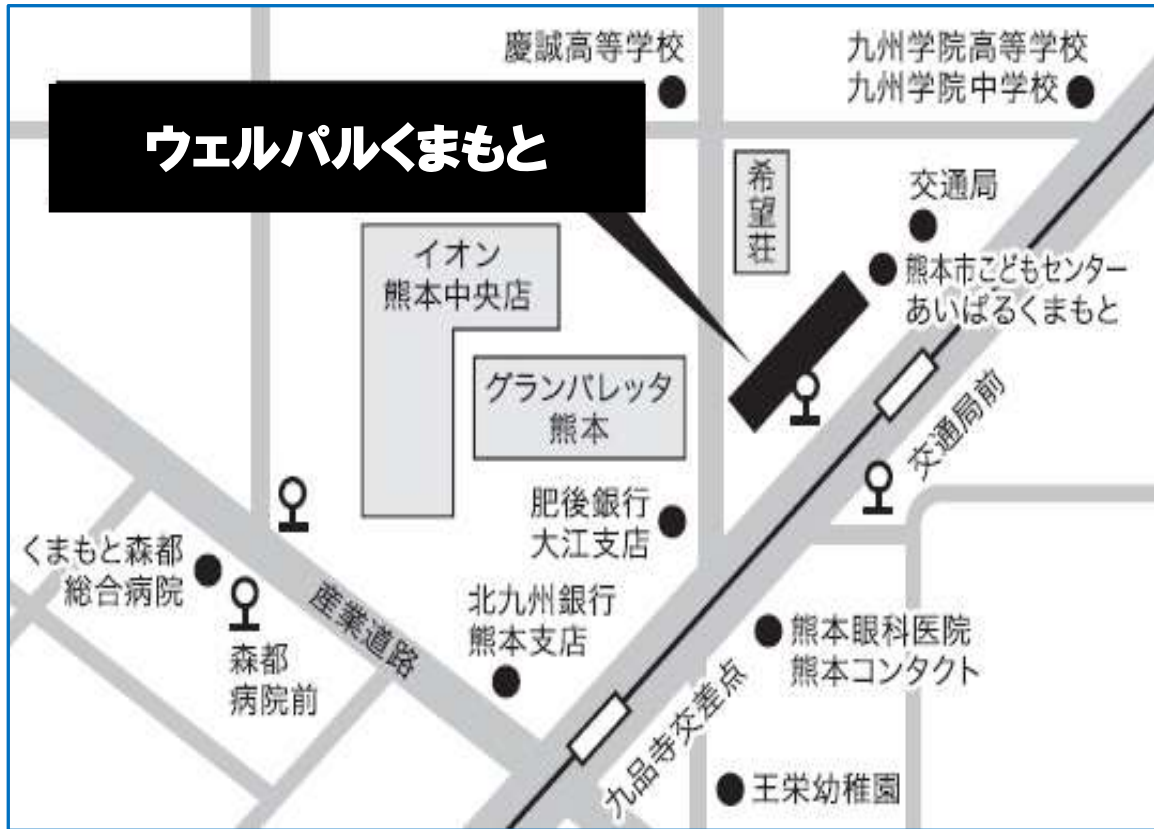 慶誠高等学校
九州学院高等学校
九州学院中学校
ウェルパルくまもと
希望荘
交通局
イオン
熊本中央店
熊本市こどもセンター
あいぱるくまもと
グランパレッタ
熊本
交通局前
肥後銀行
大江支店
くまもと森都
総合病院
産業道路
北九州銀行
熊本支店
森都
病院前
熊本眼科医院
熊本コンタクト
九品寺交差点
王栄幼稚園